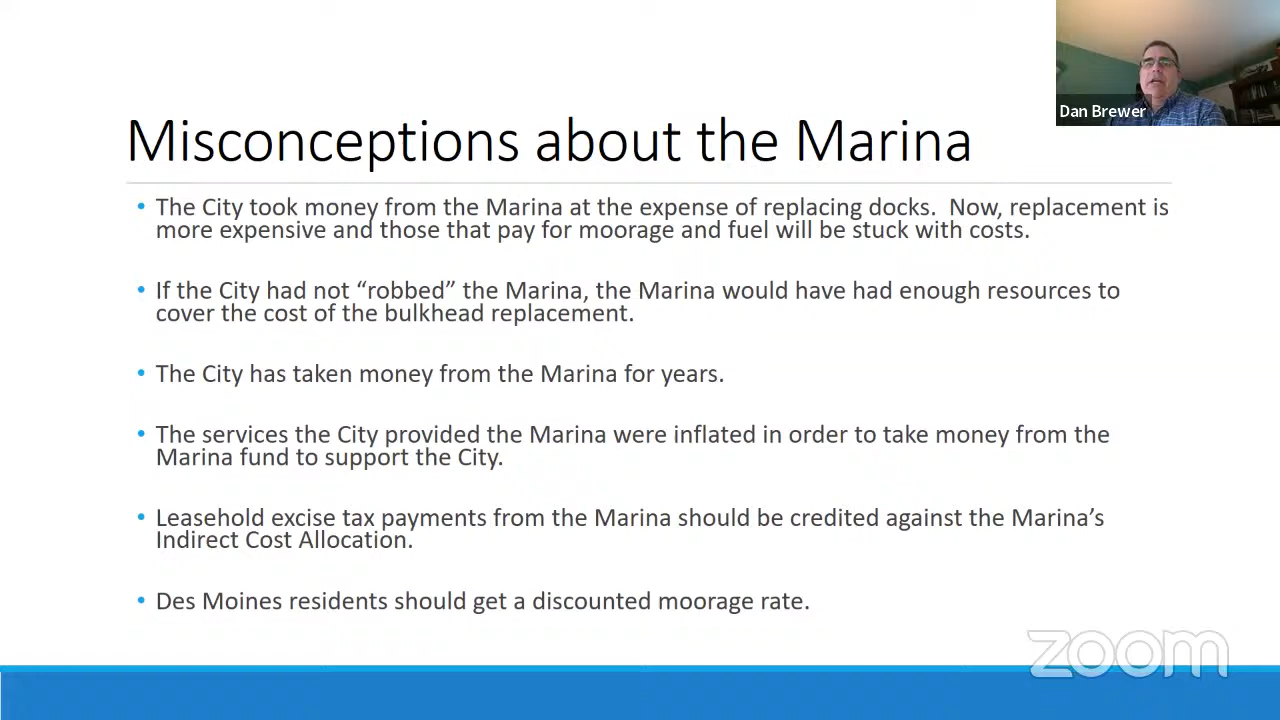 Dan Brewer
Misconceptions about the Marina
• The City took money from the Marina at the expense of replacing docks.  Now, replacement is
more expensive and those that pay for moorage and fuel will be stuck with costs.
• If the City had not “robbed” the Marina, the Marina would have had enough resources to
cover the cost of the bulkhead replacement.
• The City has taken money from the Marina for years.
• The services the City provided the Marina were inflated in order to take money from the
Marina fund to support the City.
• Leasehold excise tax payments from the Marina should be credited against the Marina’s
Indirect Cost Allocation.
• Des Moines residents should get a discounted moorage rate.
zoom